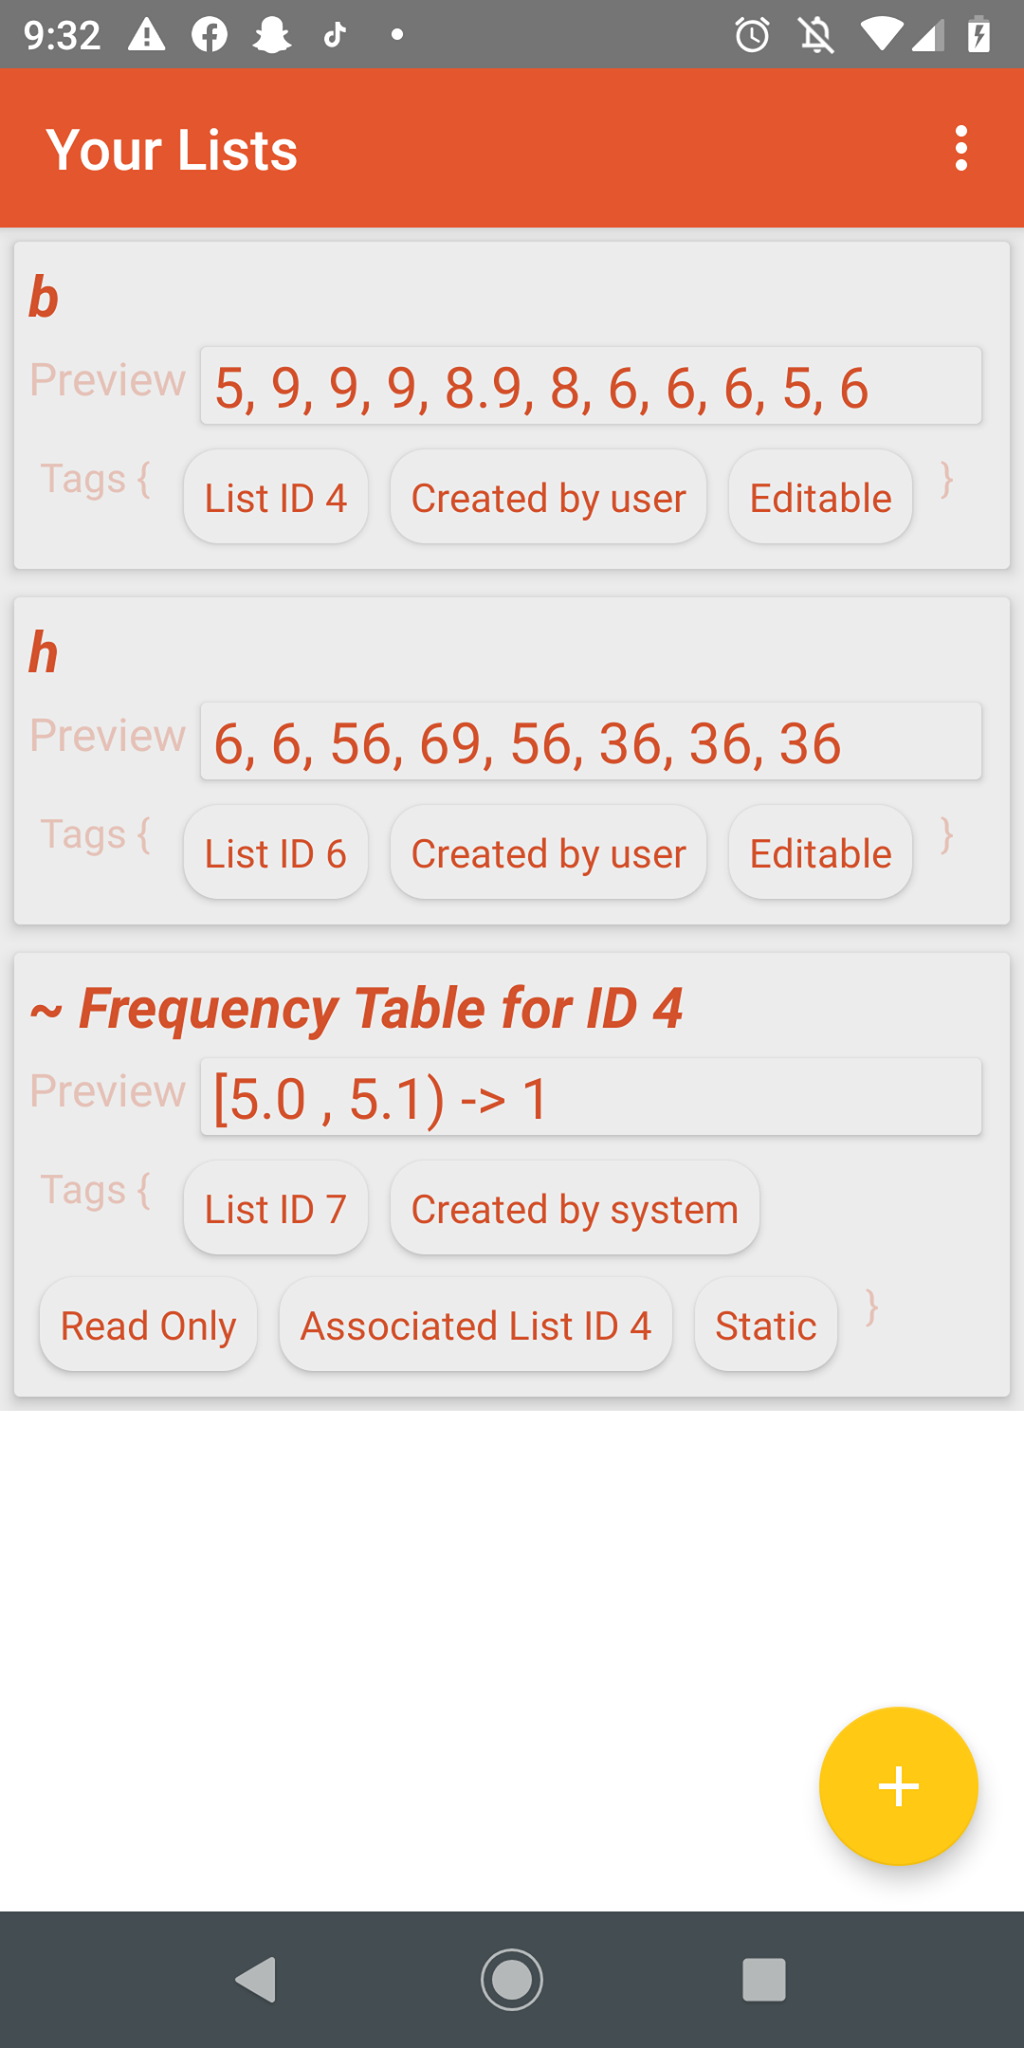 9:32
Your Lists
b
Preview 5, 9, 9, 9, 8.9, 8, 6, 6, 6, 5, 6
Tags { List ID 4 Created by user Editable }
h
Preview 6, 6, 56, 69, 56, 36, 36, 36
Tags { List ID 6 Created by user Editable }
~ Frequency Table for ID 4
Preview [5.0 , 5.1) -> 1
Tags { List ID 7 Created by system
Read Only Associated List ID 4 Static }